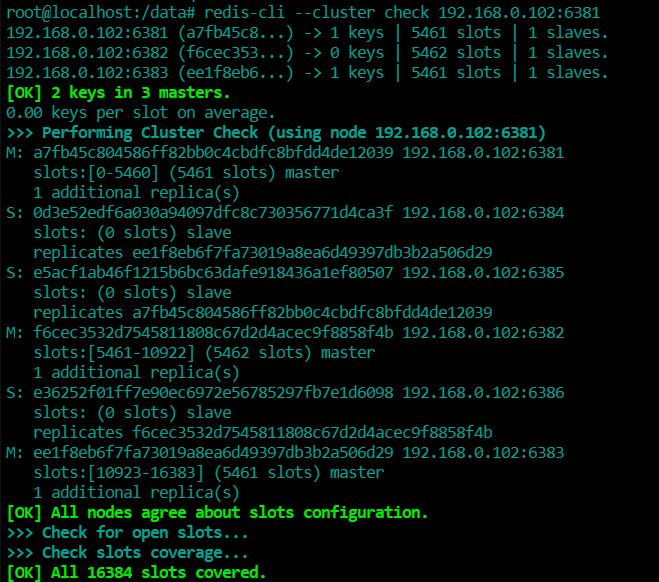 root@localhost:/data# redis-cli --cluster check 192.168.0.102:6381
192.168.0.102:6381 (a7fb45c8...) -> 1 keys | 5461 slots | 1 slaves.
192.168.0.102:6382 (f6cec353...) -> 0 keys | 5462 slots | 1 slaves.
192.168.0.102:6383 (ee1f8eb6...) -> 1 keys | 5461 slots | 1 slaves.
[OK] 2 keys in 3 masters.
0.00 keys per slot on average.
>>> Performing Cluster Check (using node 192.168.0.102:6381)
M: a7fb45c804586ff82bb0c4cbdfc8bfdd4de12039 192.168.0.102:6381
   slots:[0-5460] (5461 slots) master
   1 additional replica(s)
S: 0d3e52edf6a030a94097dfc8c730356771d4ca3f 192.168.0.102:6384
   slots: (0 slots) slave
   replicates ee1f8eb6f7fa73019a8ea6d49397db3b2a506d29
S: e5acf1ab46f1215b6bc63dafe918436a1ef80507 192.168.0.102:6385
   slots: (0 slots) slave
   replicates a7fb45c804586ff82bb0c4cbdfc8bfdd4de12039
M: f6cec3532d7545811808c67d2d4acec9f8858f4b 192.168.0.102:6382
   slots:[5461-10922] (5462 slots) master
   1 additional replica(s)
S: e36252f01ff7e90ec6972e56785297fb7e1d6098 192.168.0.102:6386
   slots: (0 slots) slave
   replicates f6cec3532d7545811808c67d2d4acec9f8858f4b
M: ee1f8eb6f7fa73019a8ea6d49397db3b2a506d29 192.168.0.102:6383
   slots:[10923-16383] (5461 slots) master
   1 additional replica(s)
[OK] All nodes agree about slots configuration.
>>> Check for open slots...
>>> Check slots coverage...
[OK] All 16384 slots covered.